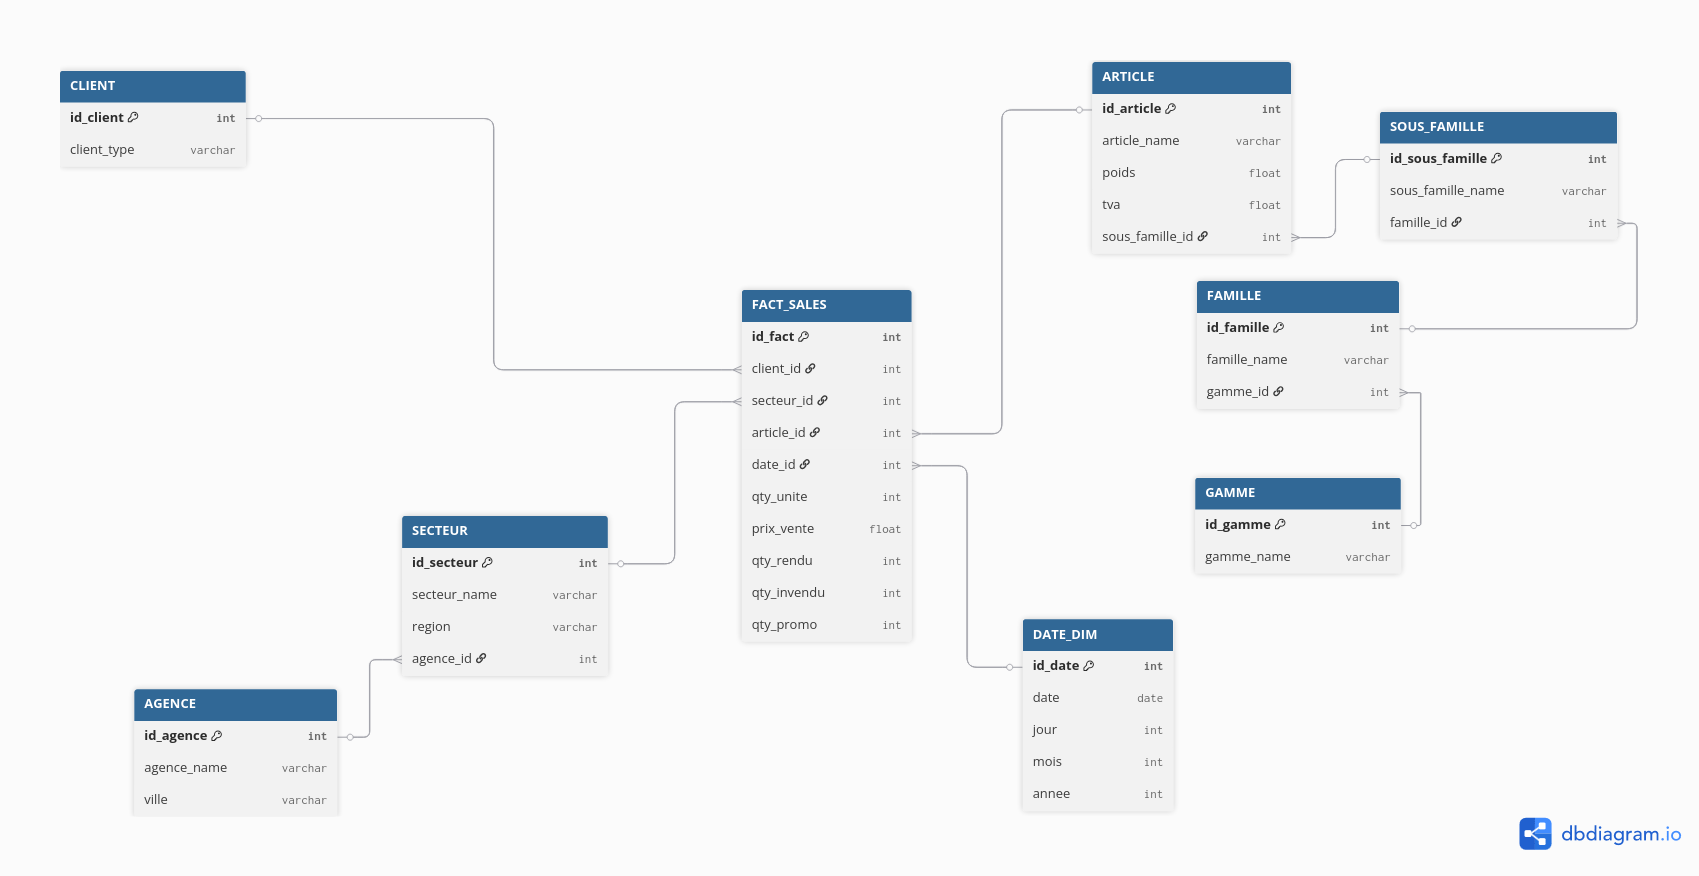 CLIENT
id_client int
client_type varchar
ARTICLE
id_article int
article_name varchar
poids float
tva float
sous_famille_id int
SOUS_FAMILLE
id_sous_famille int
sous_famille_name varchar
famille_id int
FAMILLE
id_famille int
famille_name varchar
gamme_id int
FACT_SALES
id_fact int
client_id int
secteur_id int
article_id int
date_id int
qty_unite int
prix_vente float
qty_rendu int
qty_invendu int
qty_promo int
GAMME
id_gamme int
gamme_name varchar
SECTEUR
id_secteur int
secteur_name varchar
region varchar
agence_id int
DATE_DIM
id_date int
date date
jour int
mois int
annee int
AGENCE
id_agence int
agence_name varchar
ville varchar
dbdiagram.io